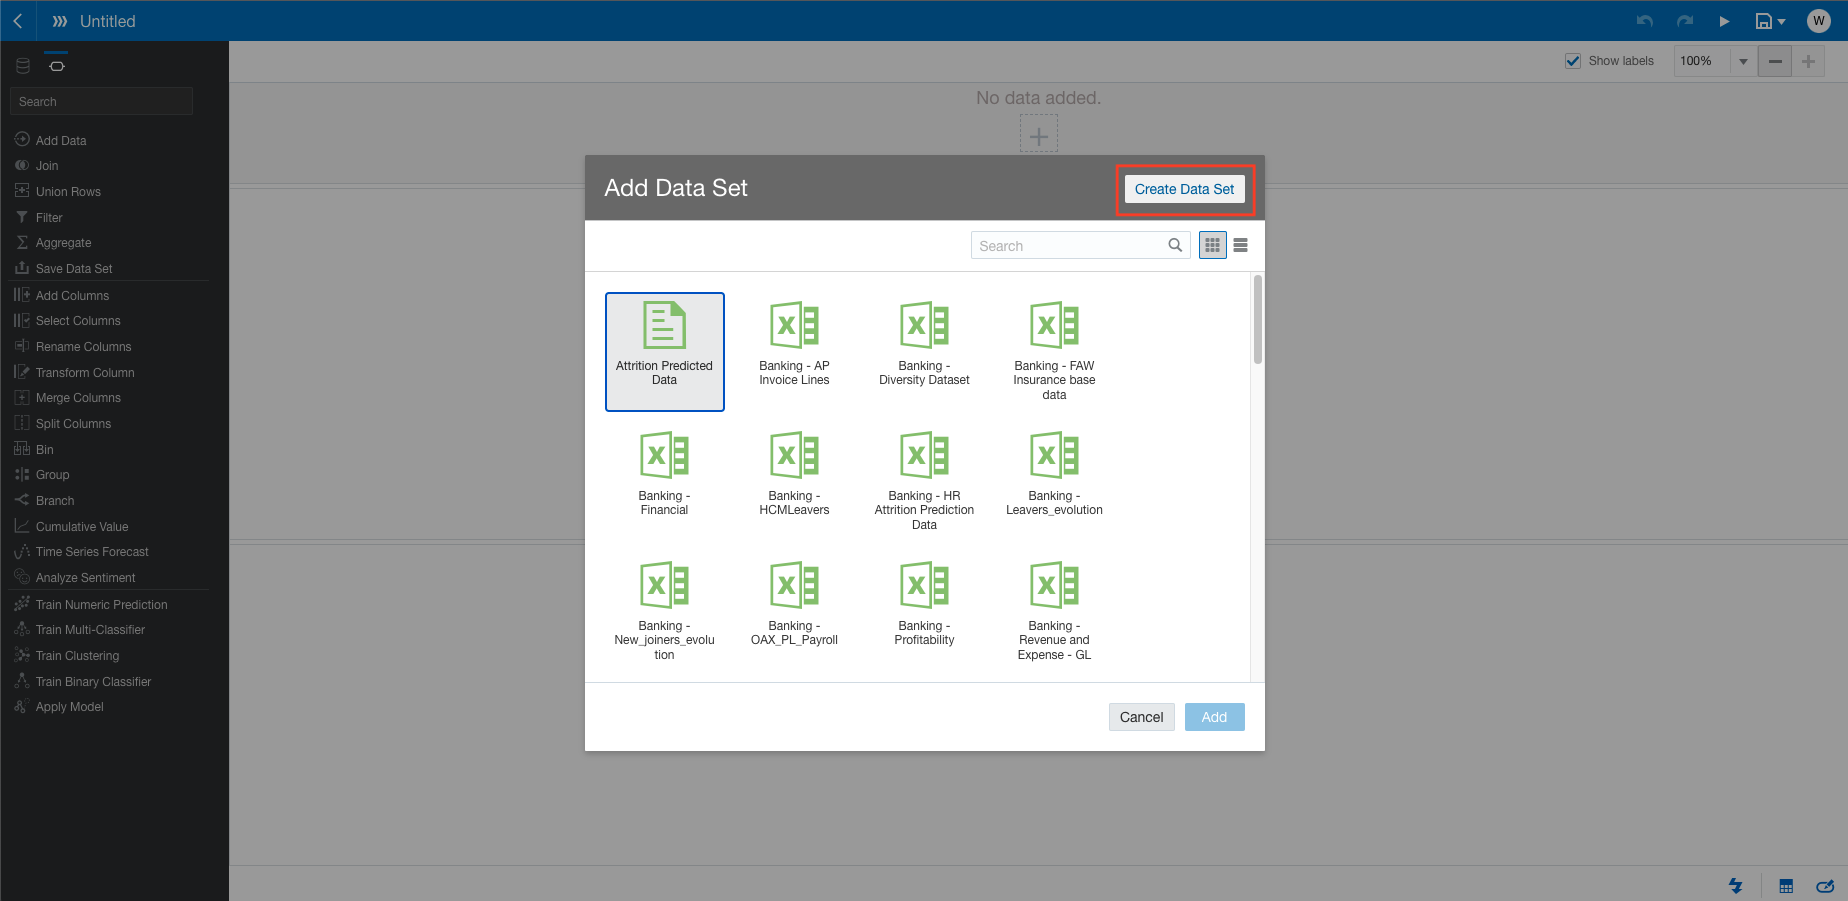 Untitled
W
Show labels
100%
Search
Add Data
Join
Union Rows
Filter
Aggregate
Save Data Set
Add Columns
Select Columns
Rename Columns
Transform Column
Merge Columns
Split Columns
Bin
Group
Branch
Cumulative Value
Time Series Forecast
Analyze Sentiment
Train Numeric Prediction
Train Multi-Classifier
Train Clustering
Train Binary Classifier
Apply Model
No data added.
Add Data Set
Create Data Set
Search
Attrition Predicted
Data
Banking - AP
Invoice Lines
Banking -
Diversity Dataset
Banking - FAW
Insurance base
data
Banking -
Financial
Banking -
HCMLeavers
Banking - HR
Attrition Prediction
Data
Banking -
Leavers_evolution
Banking -
New_joiners_evolu
tion
Banking -
OAX_PL_Payroll
Banking -
Profitability
Banking -
Revenue and
Expense - GL
Cancel
Add